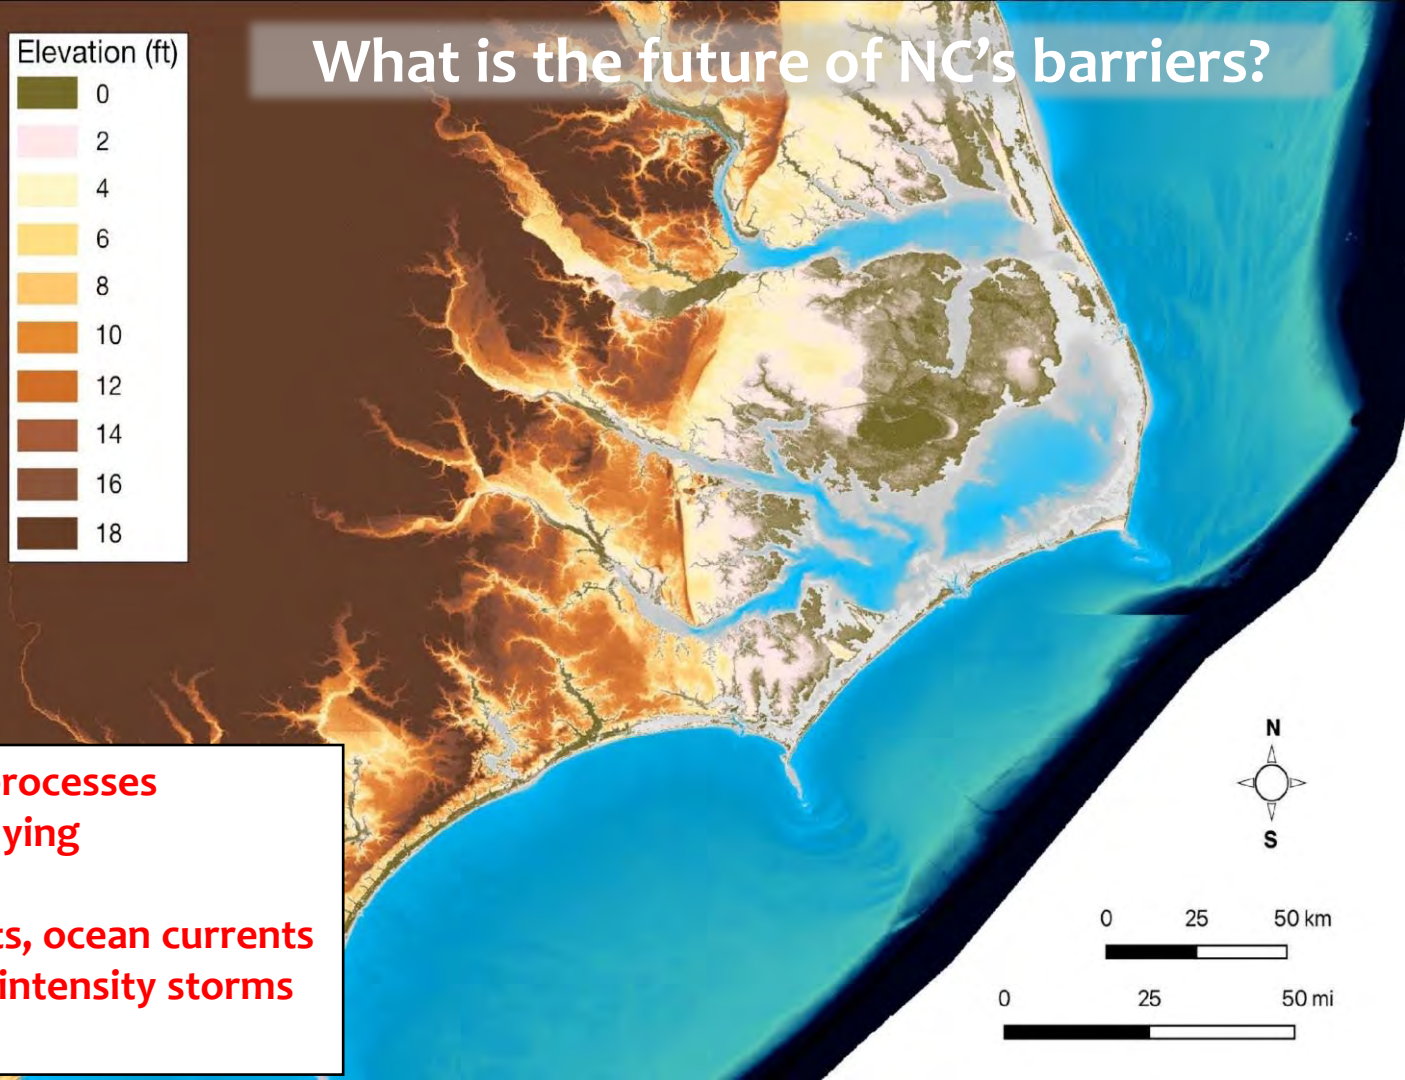 What is the future of NC's barriers?
Elevation (ft)
0
2
4
6
8
10
12
14
16
18
ying
ocean currents
intensity storms
N
S
0 25 50 km
0 25 50 mi